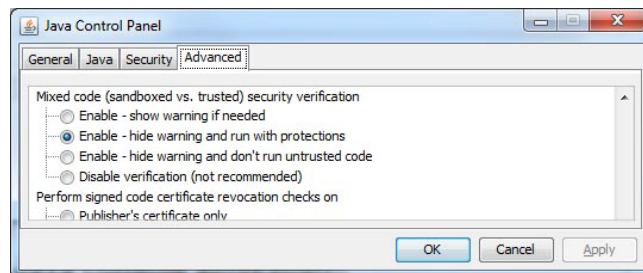 Java Control Panel
General Java Security Advanced
Mixed code (sandboxed vs. trusted) security verification
Enable - show warning if needed
Enable - hide warning and run with protections
Enable - hide warning and don't run untrusted code
Disable verification (not recommended)
Perform signed code certificate revocation checks on
Publisher's certificate only
OK Cancel Apply